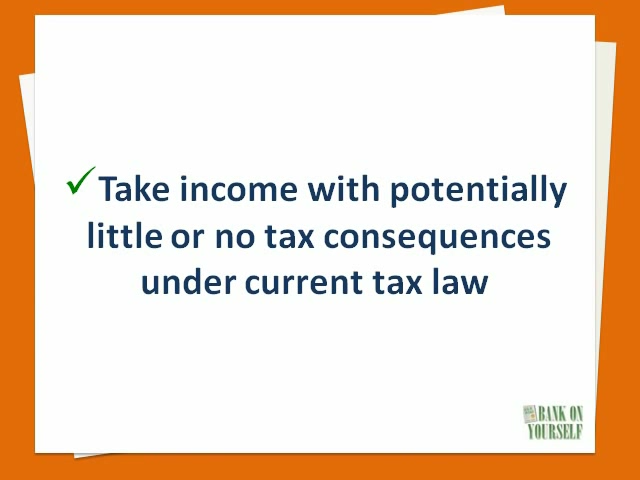 ✓Take income with potentially
little or no tax consequences
under current tax law
BANK ON
YOURSELF